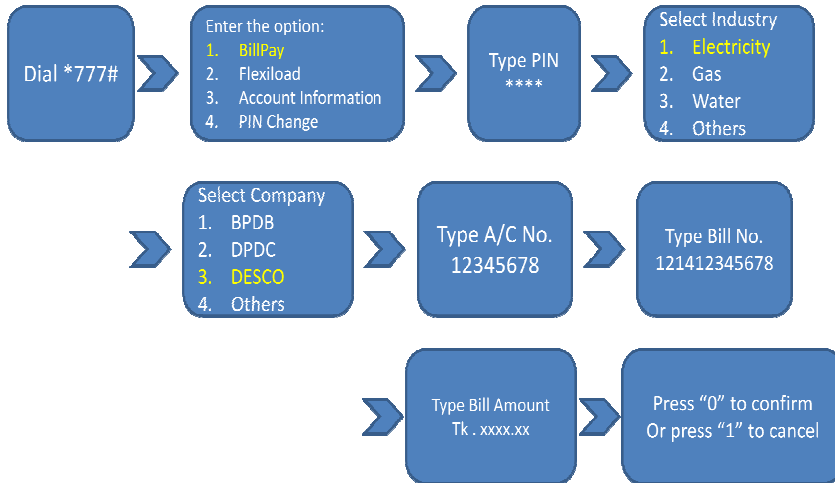 Dial *777#
Enter the option:
1. BillPay
2. Flexiload
3. Account Information
4. PIN Change
Type PIN
****
Select Industry
1. Electricity
2. Gas
3. Water
4. Others
Select Company
1. BPDB
2. DPDC
3. DESCO
4. Others
Type A/C No.
12345678
Type Bill No.
121412345678
Type Bill Amount
Tk . xxxx.xx
Press “0” to confirm
Or press “1” to cancel